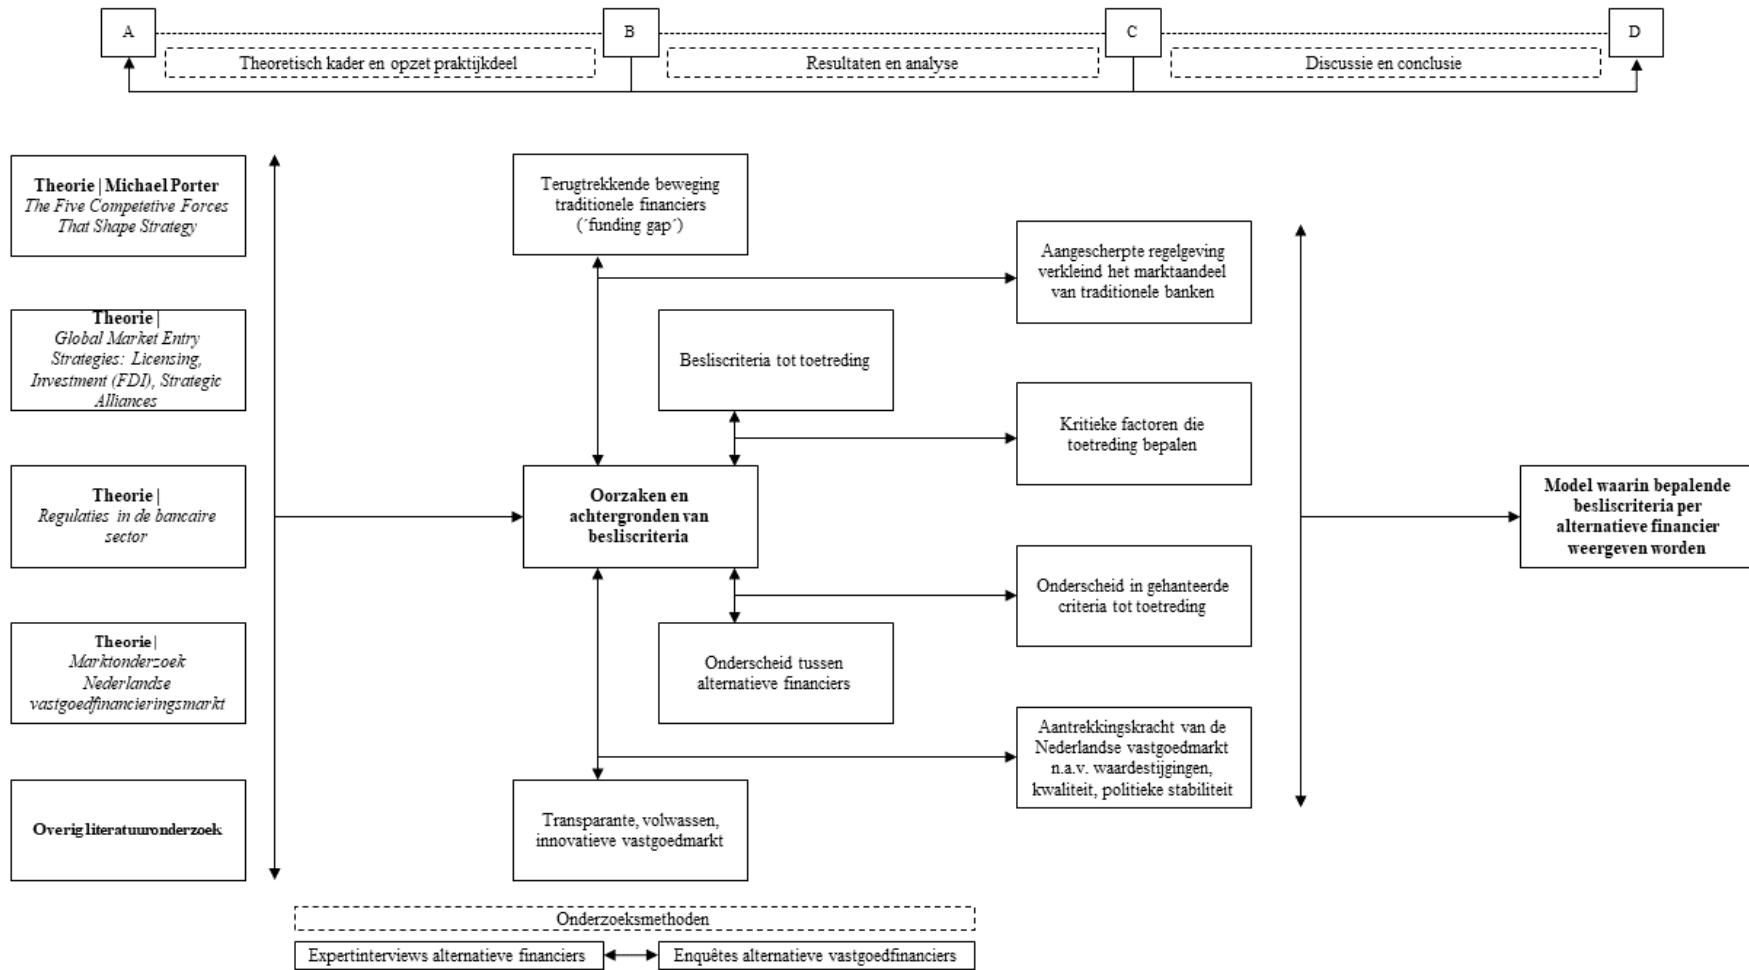 A
B
C
D
Theoretisch kader en opzet praktijkdeel
Resultaten en analyse
Discussie en conclusie
Theorie | Michael Porter
The Five Competetive Forces
That Shape Strategy
Theorie |
Global Market Entry
Strategies: Licensing,
Investment (FDI), Strategic
Alliances
Theorie |
Regulaties in de bancaire
sector
Theorie |
Marktonderzoek
Nederlandse
vastgoedfinancieringsmarkt
Overig literatuuronderzoek
Terugtrekkende beweging
traditionele financiers
(´funding gap´)
Besliscriteria tot toetreding
Oorzaken en
achtergronden van
besliscriteria
Onderscheid tussen
alternatieve financiers
Transparante, volwassen,
innovatieve vastgoedmarkt
Aangescherpte regelgeving
verkleind het marktaandeel
van traditionele banken
Kritieke factoren die
toetreding bepalen
Onderscheid in gehanteerde
criteria tot toetreding
Aantrekkingskracht van de
Nederlandse vastgoedmarkt
n.a.v. waardestijgingen,
kwaliteit, politieke stabiliteit
Model waarin bepalende
besliscriteria per
alternatieve financier
weergeven worden
Onderzoeksmethoden
Expertinterviews alternatieve financiers
Enquêtes alternatieve vastgoedfinanciers